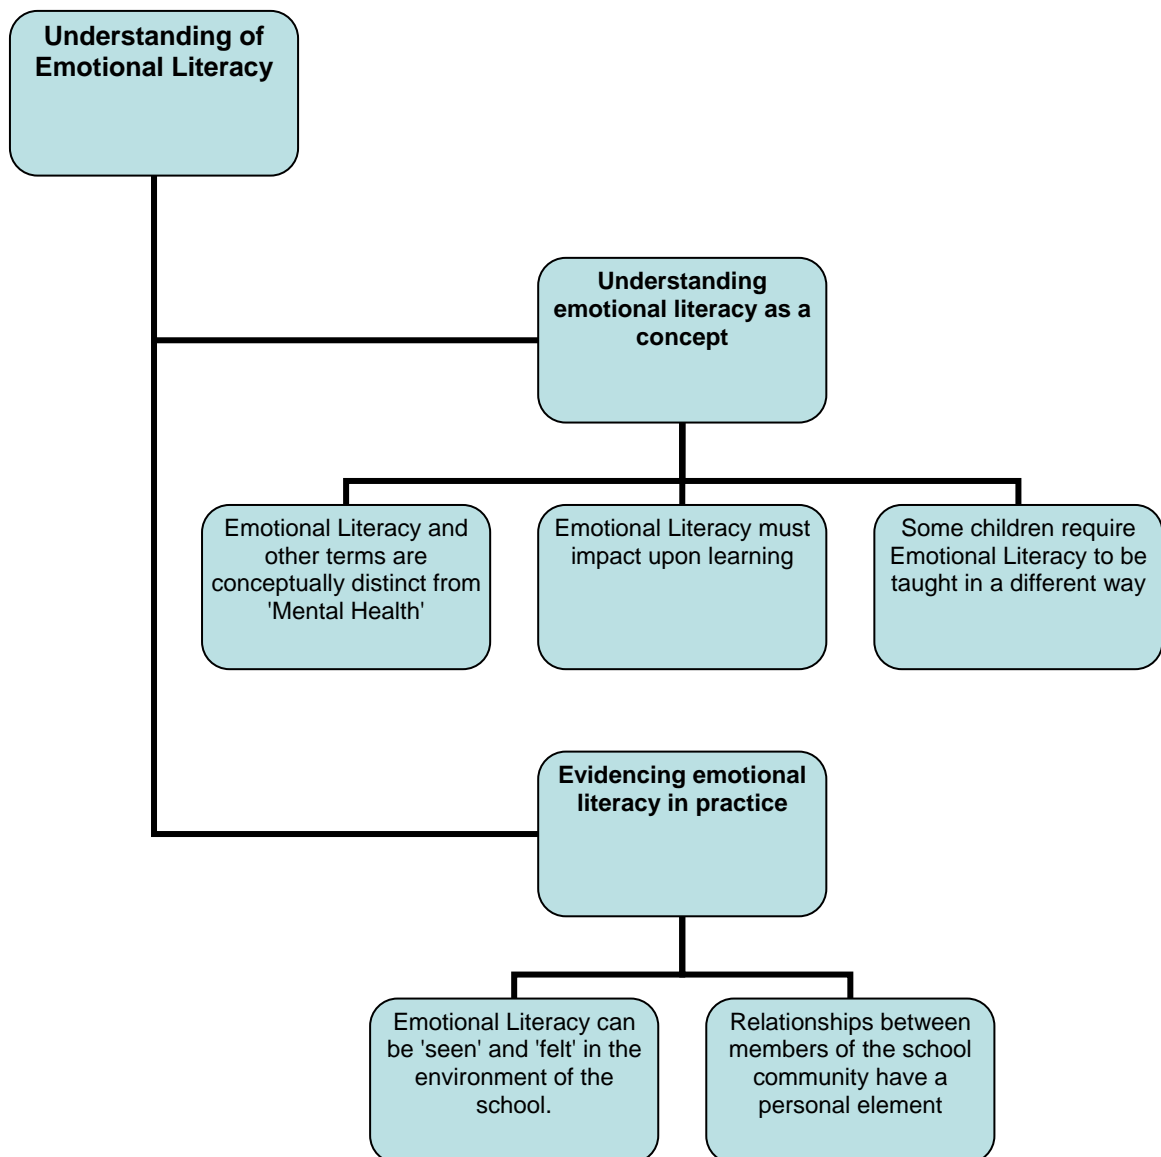 Understanding of
Emotional Literacy
Understanding
emotional literacy as a
concept
Emotional Literacy and
other terms are
conceptually distinct from
'Mental Health'
Emotional Literacy must
impact upon learning
Some children require
Emotional Literacy to be
taught in a different way
Evidencing emotional
literacy in practice
Emotional Literacy can
be 'seen' and 'felt' in the
environment of the
school.
Relationships between
members of the school
community have a
personal element